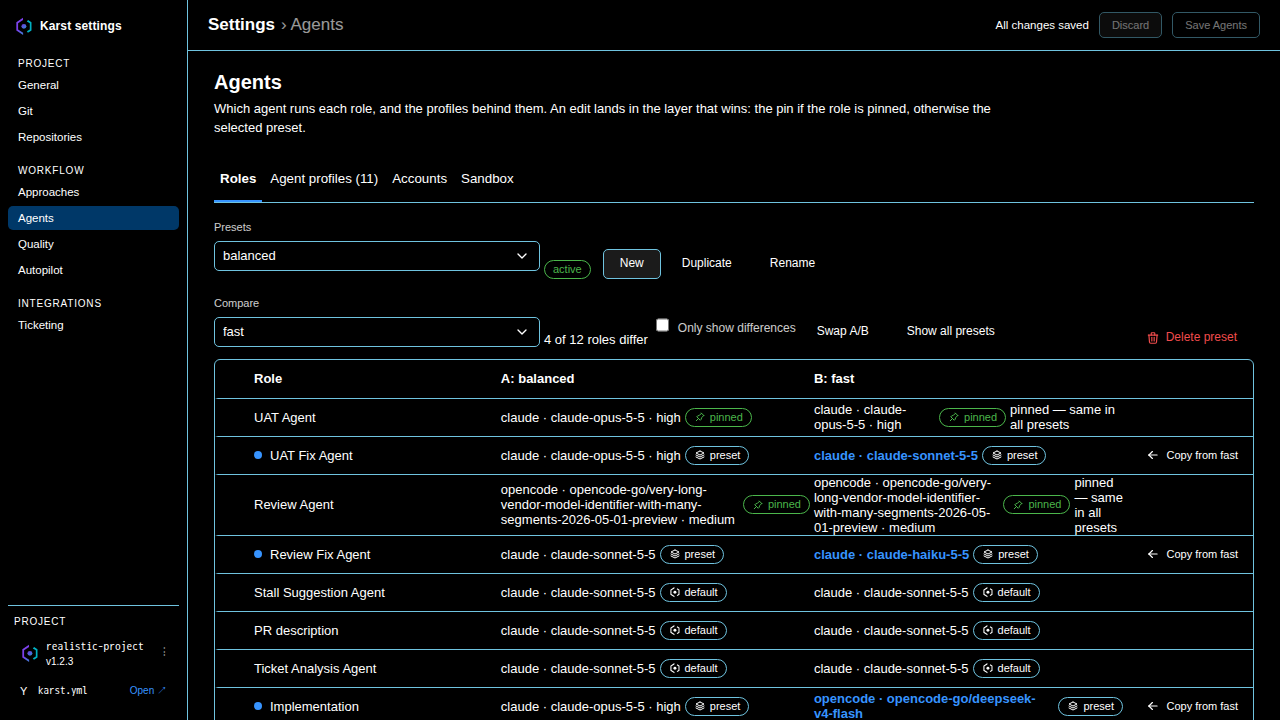 Karst settings
PROJECT
General
Git
Repositories
WORKFLOW
Approaches
Agents
Quality
Autopilot
INTEGRATIONS
Ticketing
PROJECT
realistic-project
v1.2.3
Y karst.yml Open ↗
Settings › Agents
All changes saved Discard Save Agents
Agents
Which agent runs each role, and the profiles behind them. An edit lands in the layer that wins: the pin if the role is pinned, otherwise the
selected preset.
Roles Agent profiles (11) Accounts Sandbox
Presets
balanced active New Duplicate Rename
Compare
fast 4 of 12 roles differ Only show differences Swap A/B Show all presets Delete preset
Role A: balanced B: fast
UAT Agent claude · claude-opus-5-5 · high pinned claude · claude-
opus-5-5 · high pinned pinned — same in
all presets
UAT Fix Agent claude · claude-opus-5-5 · high preset claude · claude-sonnet-5-5 preset Copy from fast
Review Agent opencode · opencode-go/very-long-
vendor-model-identifier-with-many-
segments-2026-05-01-preview · medium pinned opencode · opencode-go/very-
long-vendor-model-identifier-
with-many-segments-2026-05-
01-preview · medium pinned pinned
— same
in all
presets
Review Fix Agent claude · claude-sonnet-5-5 preset claude · claude-haiku-5-5 preset Copy from fast
Stall Suggestion Agent claude · claude-sonnet-5-5 default claude · claude-sonnet-5-5 default
PR description claude · claude-sonnet-5-5 default claude · claude-sonnet-5-5 default
Ticket Analysis Agent claude · claude-sonnet-5-5 default claude · claude-sonnet-5-5 default
Implementation claude · claude-opus-5-5 · high preset opencode · opencode-go/deepseek-
v4-flash preset Copy from fast